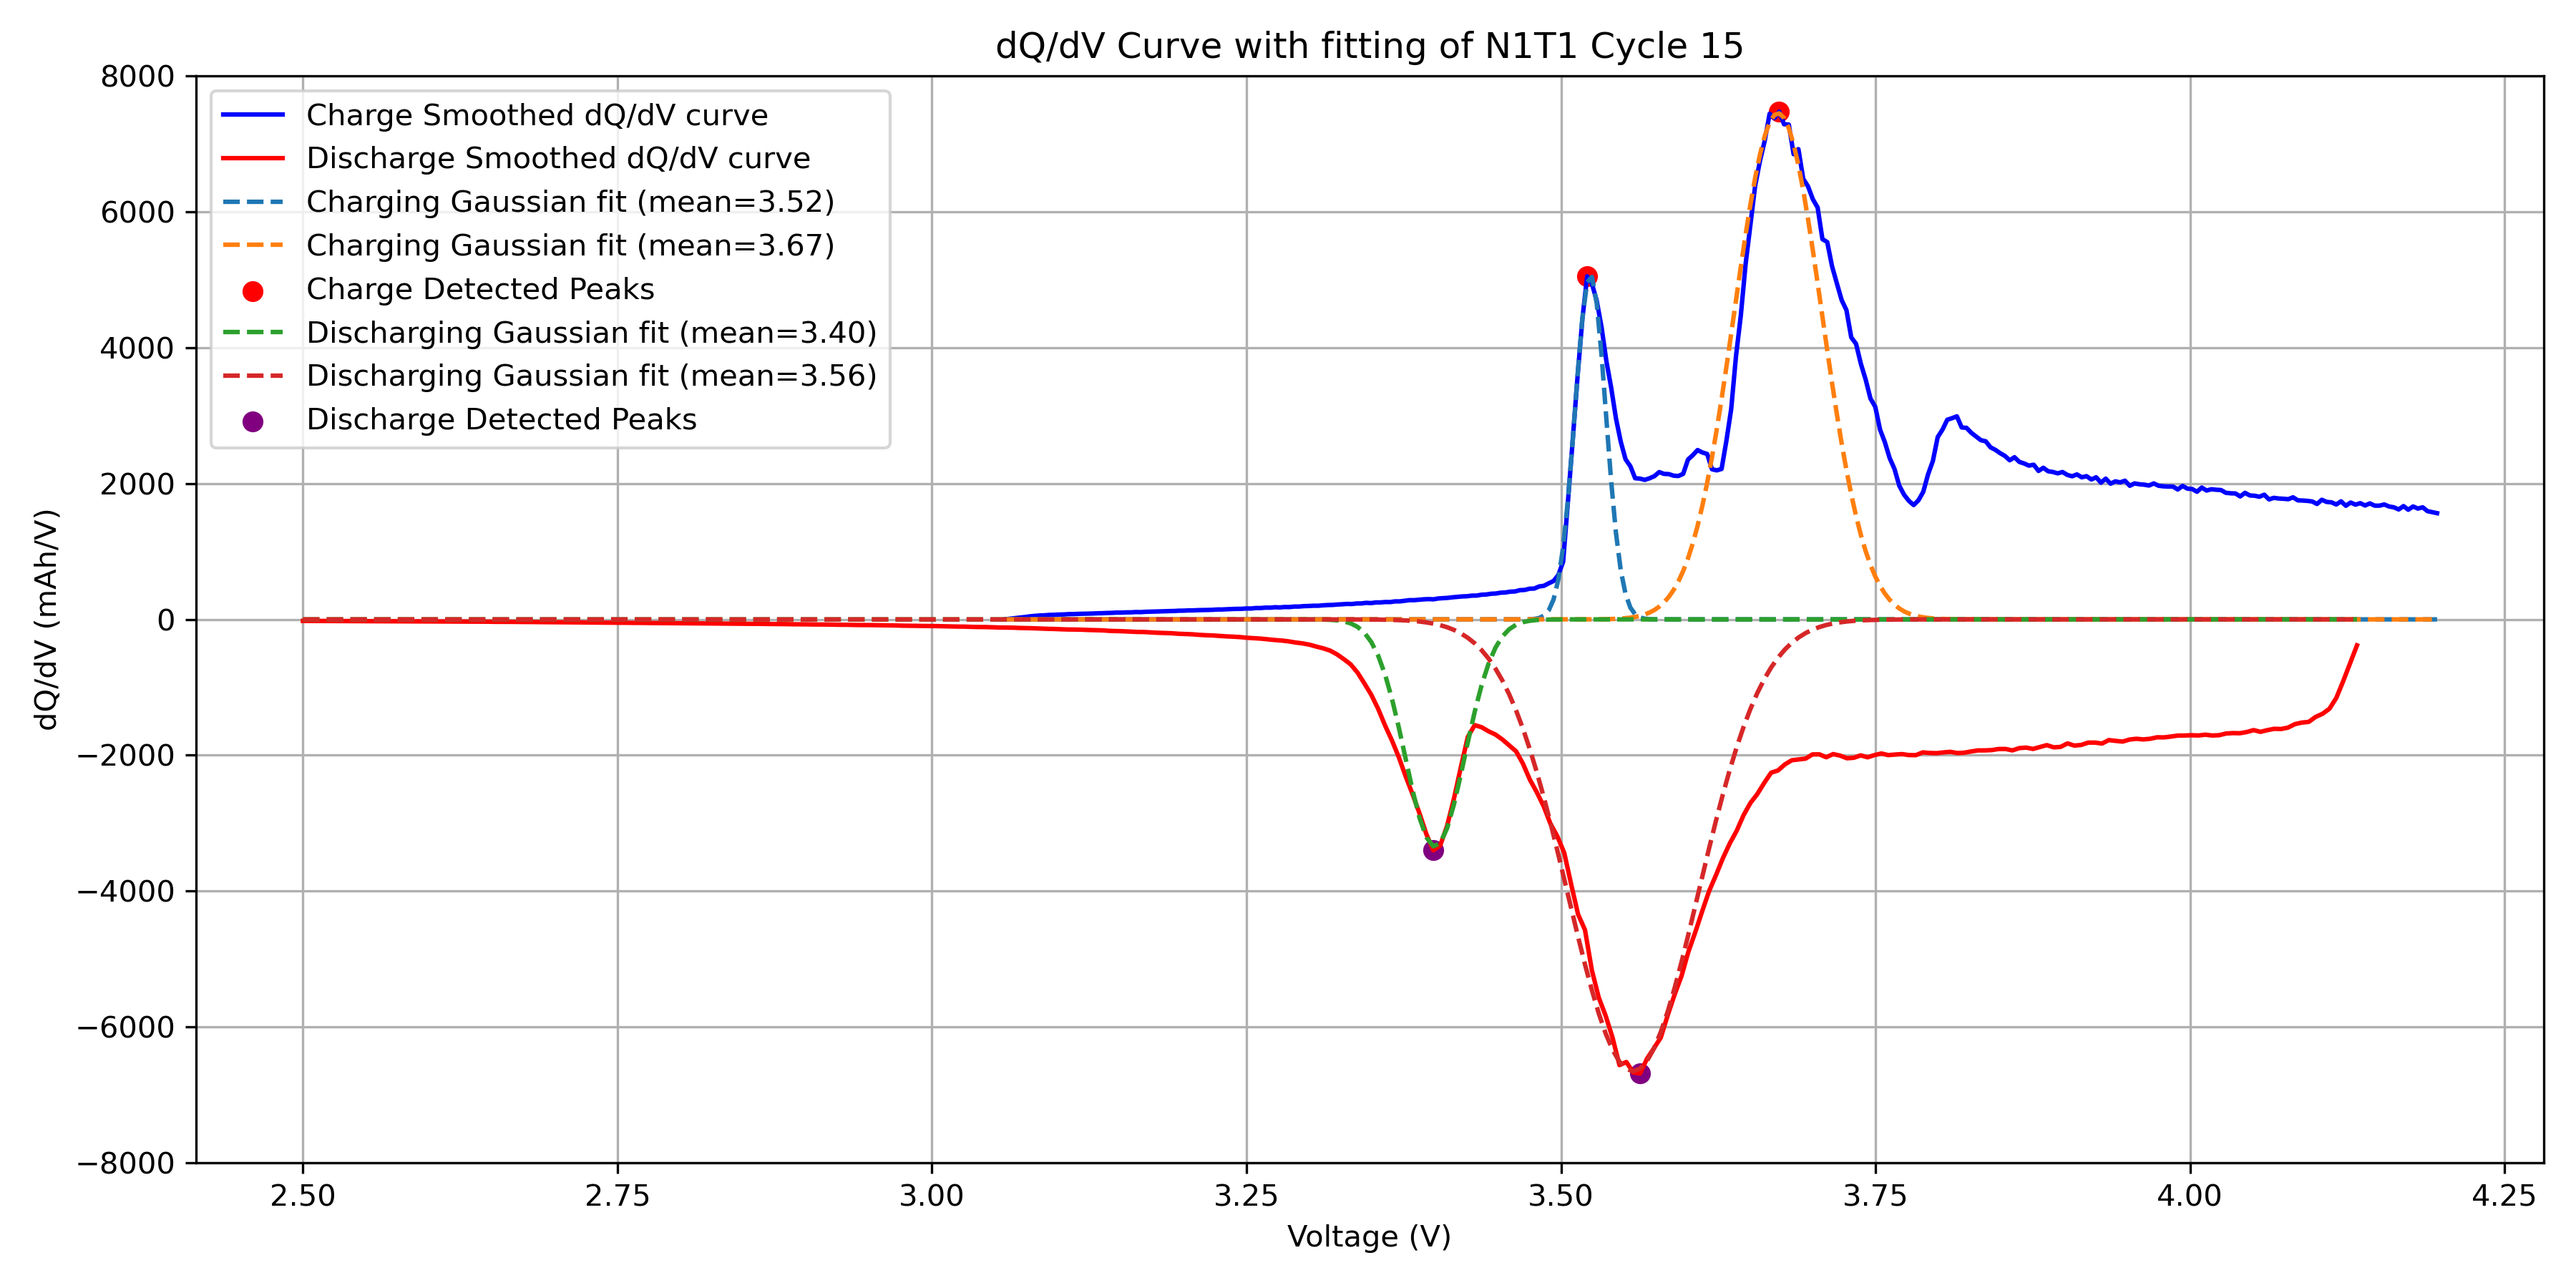 dQ/dV Curve with fitting of N1T1 Cycle 15
8000
6000
4000
2000
0
−2000
−4000
−6000
−8000
dQ/dV (mAh/V)
Charge Smoothed dQ/dV curve
Discharge Smoothed dQ/dV curve
Charging Gaussian fit (mean=3.52)
Charging Gaussian fit (mean=3.67)
Charge Detected Peaks
Discharging Gaussian fit (mean=3.40)
Discharging Gaussian fit (mean=3.56)
Discharge Detected Peaks
2.50 2.75 3.00 3.25 3.50 3.75 4.00 4.25
Voltage (V)